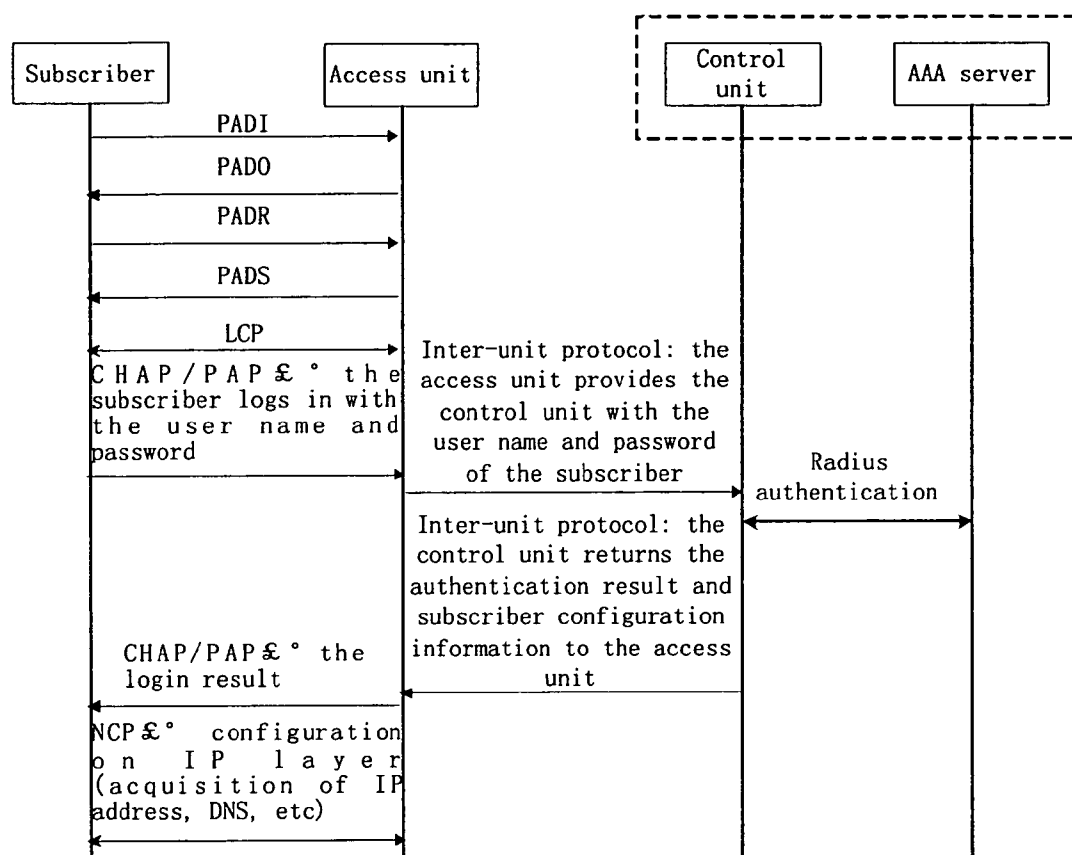 Subscriber
Access unit
Control
unit
AAA server
PADI
PADO
PADR
PADS
LCP
CHAP/PAP£° the
subscriber logs in with
the user name and
password
Inter-unit protocol: the
access unit provides the
control unit with the
user name and password
of the subscriber
Radius
authentication
Inter-unit protocol: the
control unit returns the
authentication result and
subscriber configuration
information to the access
unit
CHAP/PAP£° the
login result
NCP£° configuration
on IP layer
(acquisition of IP
address, DNS, etc)